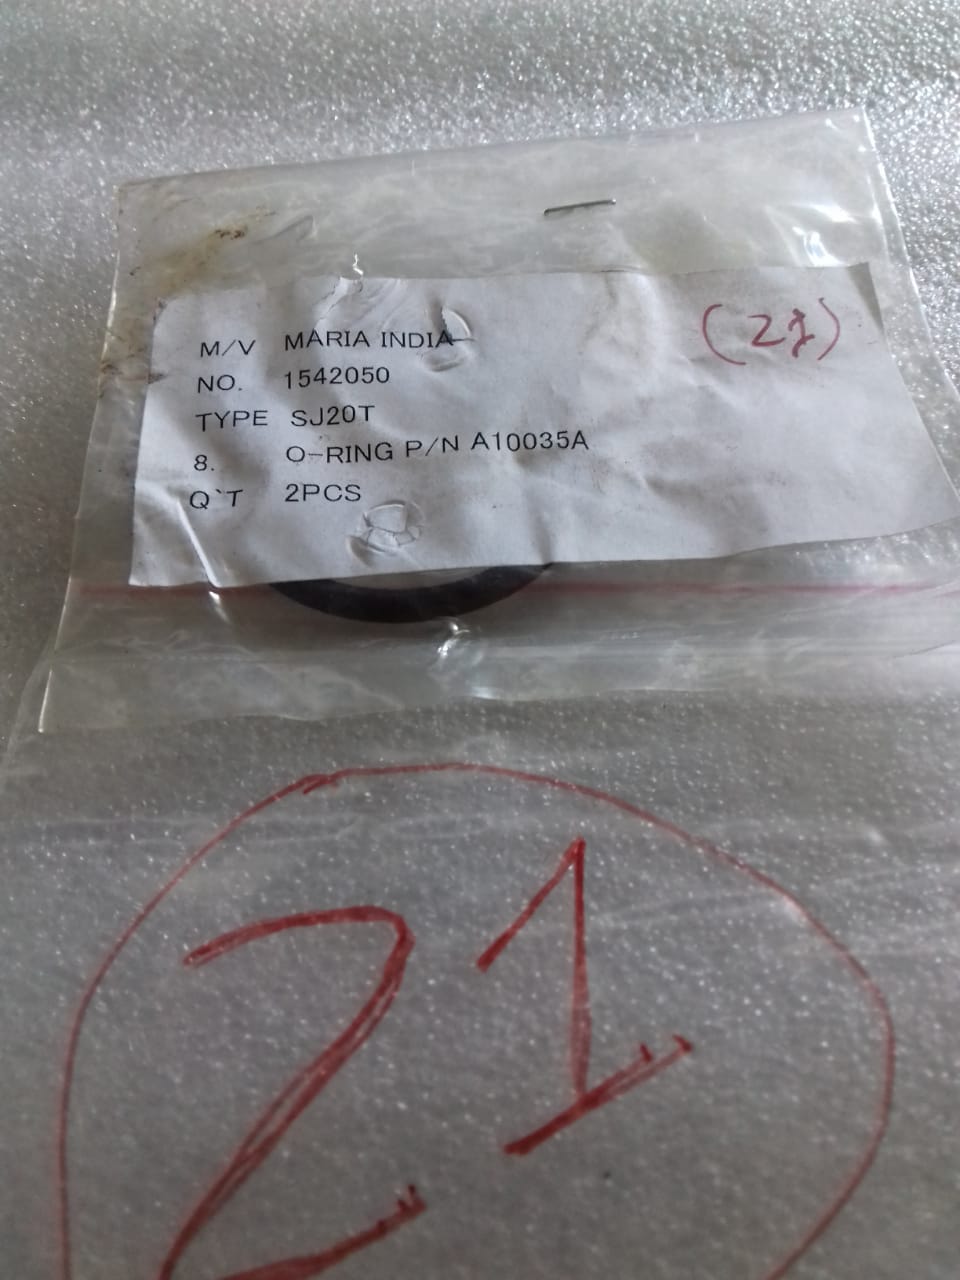 M/V MARIA INDIA
(21)
NO. 1542050
TYPE SJ20T
8. O-RING P/N A10035A
Q`T 2PCS
21